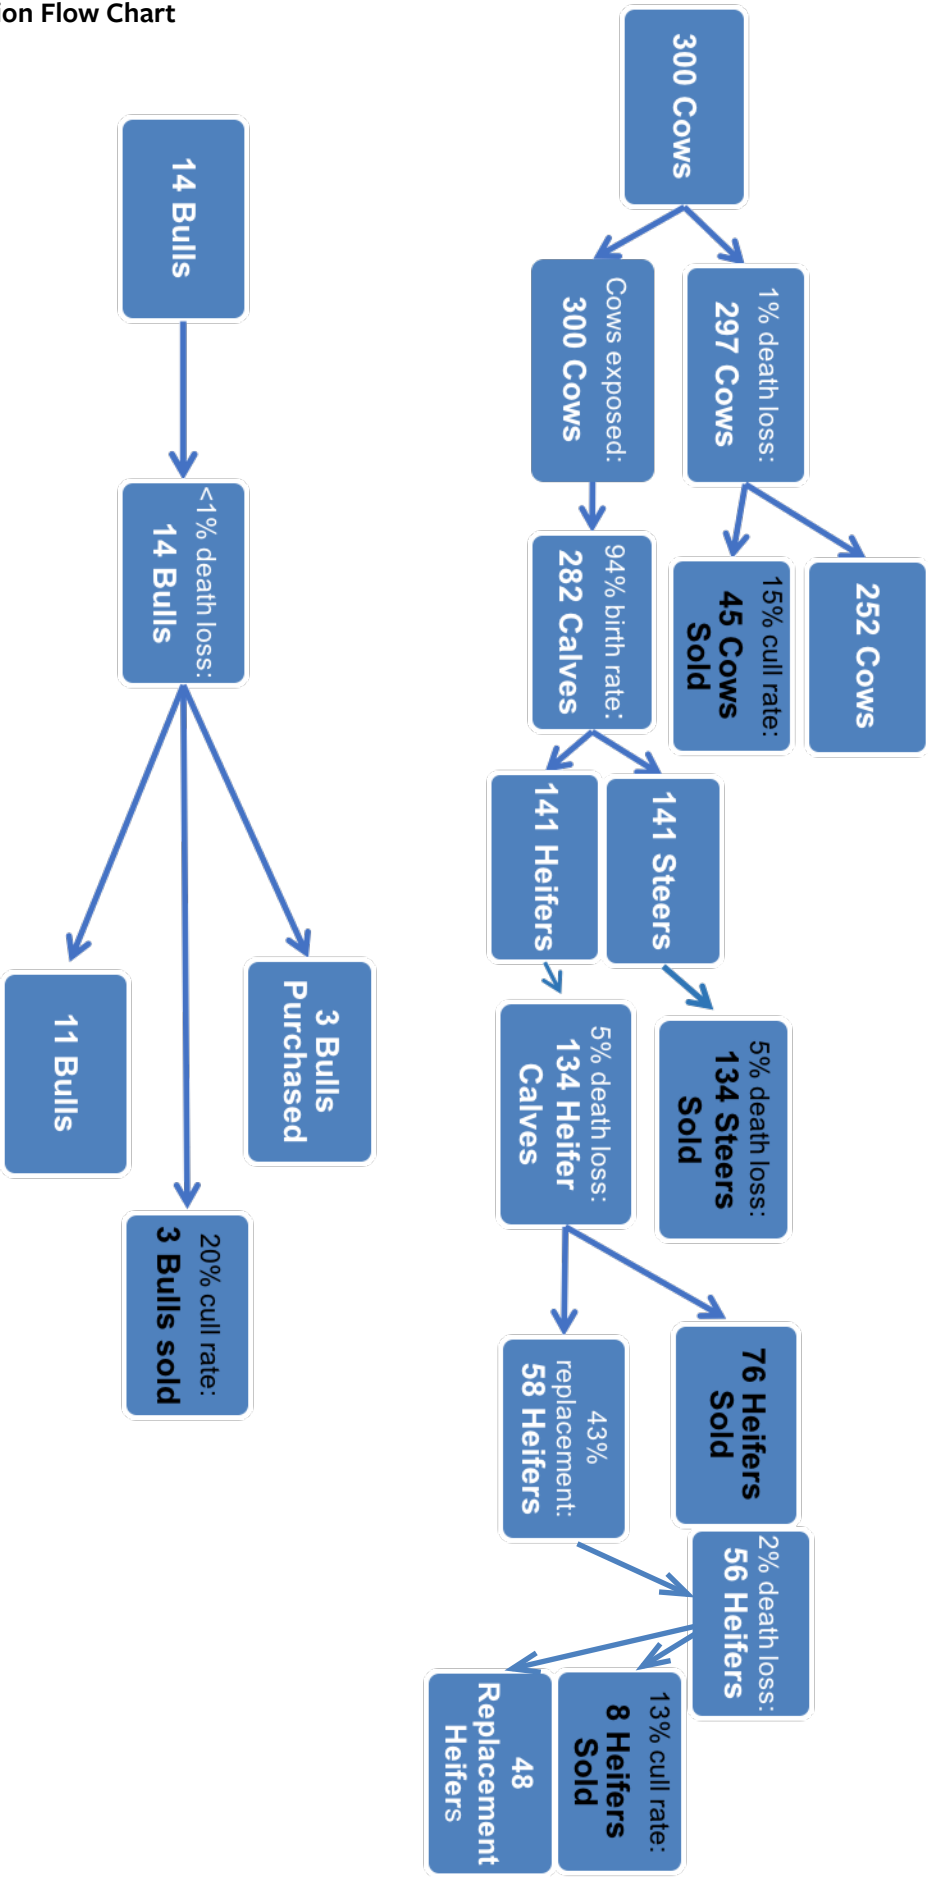 ion Flow Chart
300 Cows
1% death loss:
297 Cows
Cows exposed:
300 Cows
252 Cows
15% cull rate:
45 Cows
Sold
94% birth rate:
282 Calves
141 Steers
141 Heifers
5% death loss:
134 Steers
Sold
5% death loss:
134 Heifer
Calves
76 Heifers
Sold
43%
replacement:
58 Heifers
2% death loss:
56 Heifers
13% cull rate:
8 Heifers
Sold
48
Replacement
Heifers
14 Bulls
<1% death loss:
14 Bulls
3 Bulls
Purchased
20% cull rate:
3 Bulls sold
11 Bulls